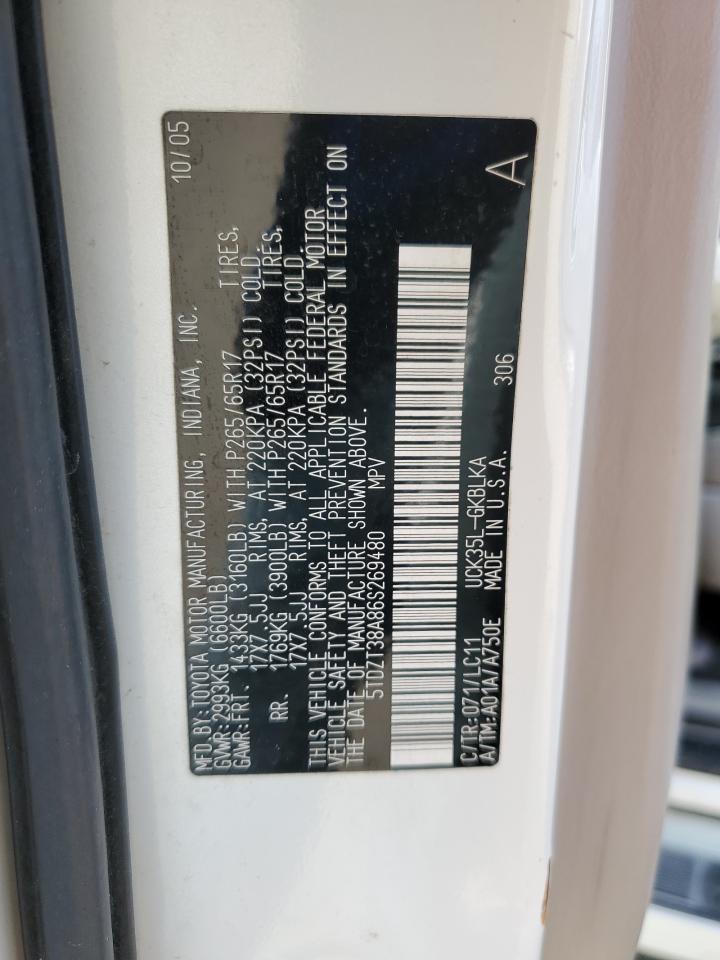 MFD. BY: TOYOTA MOTOR MANUFACTURING, INDIANA, INC. 10/05
GVWR: 2993KG (6600LB)
GAWR: FRT. 1433KG (3160LB) WITH P265/65R17 TIRES,
17X7.5JJ RIMS, AT 220KPA (32PSI) COLD.
RR. 1769KG (3900LB) WITH P265/65R17 TIRES,
17X7.5JJ RIMS, AT 220KPA (32PSI) COLD
THIS VEHICLE CONFORMS TO ALL APPLICABLE FEDERAL MOTOR
VEHICLE SAFETY AND THEFT PREVENTION STANDARDS IN EFFECT ON
THE DATE OF MANUFACTURE SHOWN ABOVE.
5TDZT38A86S269480 MPV
C/TR: 071/LC11 UCK35L-GKBLKA
A/TM: A01A/A750E MADE IN U.S.A. 306
A